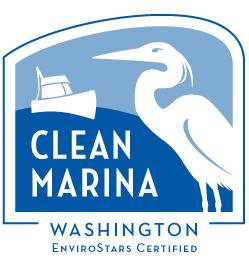 CLEAN
MARINA
WASHINGTON
ENVIROSTARS CERTIFIED